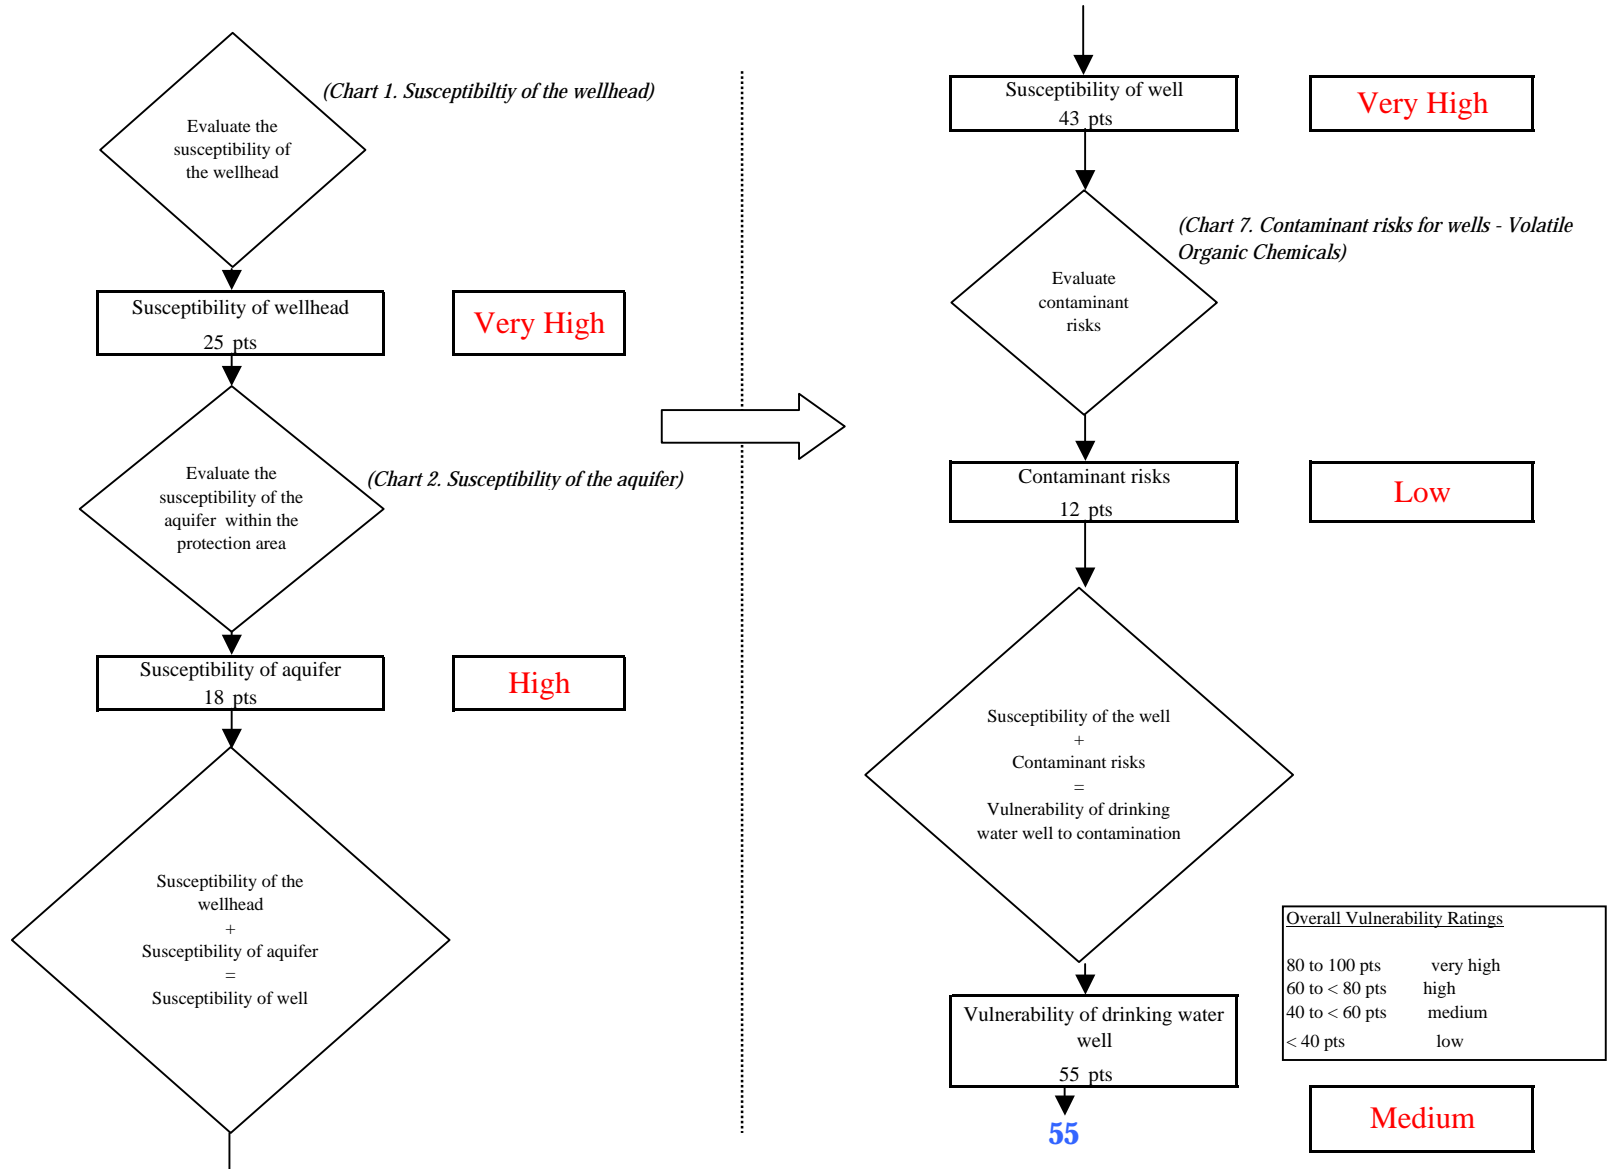 (Chart 1. Susceptibiltiy of the wellhead)
Evaluate the
susceptibility of
the wellhead
Susceptibility of wellhead
25 pts
Very High
Evaluate the
susceptibility of the
aquifer within the
protection area
(Chart 2. Susceptibility of the aquifer)
Susceptibility of aquifer
18 pts
High
Susceptibility of the
wellhead
+
Susceptibility of aquifer
=
Susceptibility of well
Susceptibility of well
43 pts
Very High
(Chart 7. Contaminant risks for wells - Volatile
Organic Chemicals)
Evaluate
contaminant
risks
Contaminant risks
12 pts
Low
Susceptibility of the well
+
Contaminant risks
=
Vulnerability of drinking
water well to contamination
Overall Vulnerability Ratings
80 to 100 pts very high
60 to < 80 pts high
40 to < 60 pts medium
< 40 pts low
Vulnerability of drinking water
well
55 pts
55
Medium